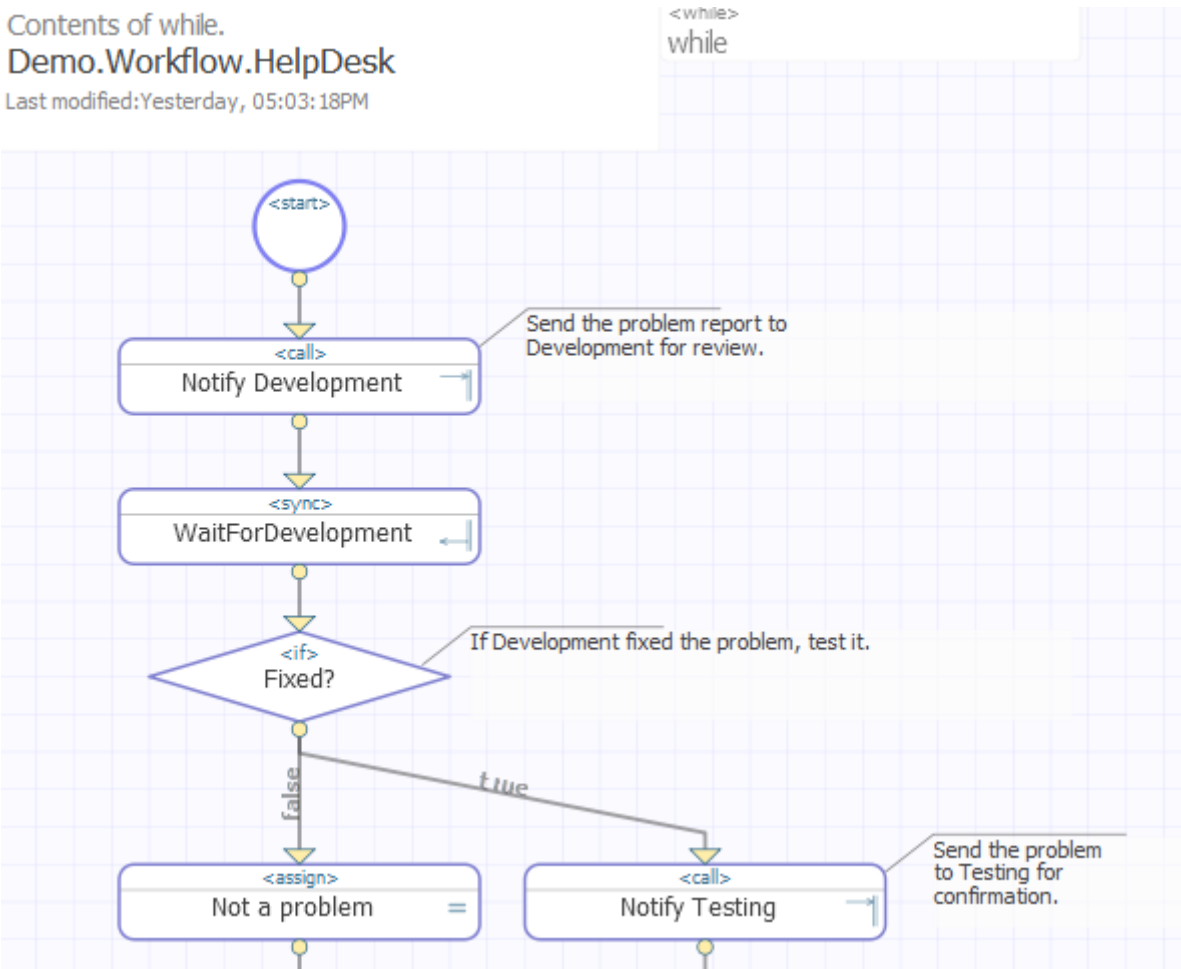 Contents of while.
Demo.Workflow.HelpDesk
Last modified:Yesterday, 05:03:18PM
<while>
while
<start>
<call>
Notify Development
Send the problem report to
Development for review.
<sync>
WaitForDevelopment
<if>
Fixed?
If Development fixed the problem, test it.
false
true
<assign>
Not a problem
=
<call>
Notify Testing
Send the problem
to Testing for
confirmation.